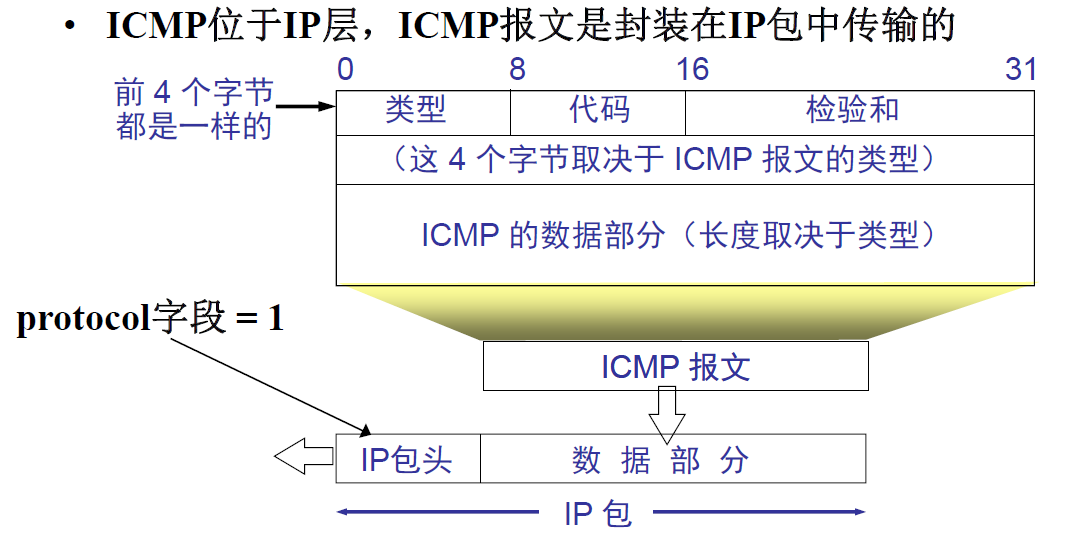 • ICMP位于IP层，ICMP报文是封装在IP包中传输的
0 8 16 31
前 4 个字节
都是一样的
类型 代码 检验和
（这 4 个字节取决于 ICMP 报文的类型）
ICMP 的数据部分（长度取决于类型）
protocol字段 = 1
ICMP 报文
IP包头 数 据 部 分
IP 包